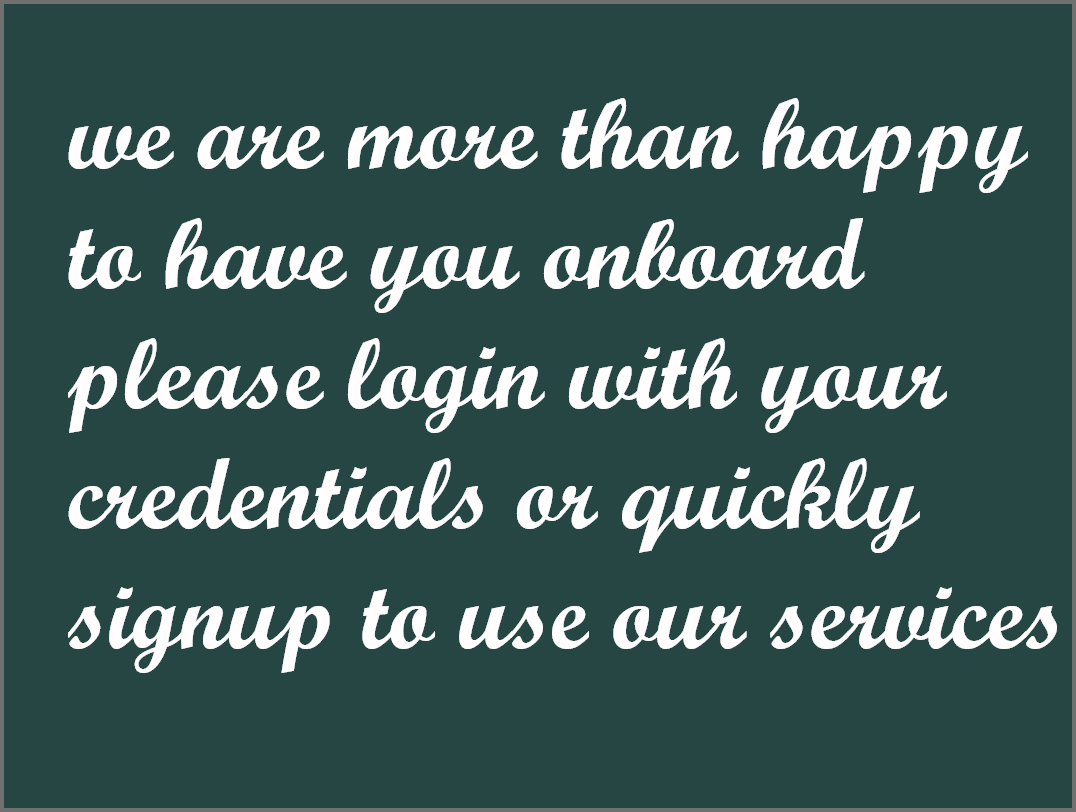 we are more than happy
to have you onboard
please login with your
credentials or quickly
signup to use our services